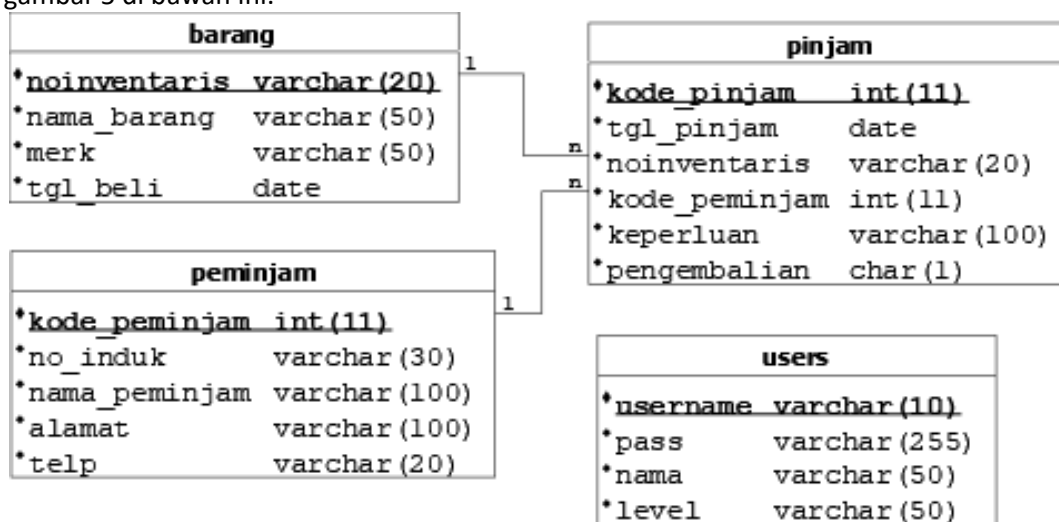 gambar 3 di bawah ini.
barang
noinventaris varchar(20)
nama_barang varchar(50)
merk varchar(50)
tgl_beli date
1
n
pinjam
kode_pinjam int(11)
tgl_pinjam date
noinventaris varchar(20)
kode_peminjam int(11)
keperluan varchar(100)
pengembalian char(1)
peminjam
kode_peminjam int(11)
no_induk varchar(30)
nama_peminjam varchar(100)
alamat varchar(100)
telp varchar(20)
1
n
users
username varchar(10)
pass varchar(255)
nama varchar(50)
level varchar(50)